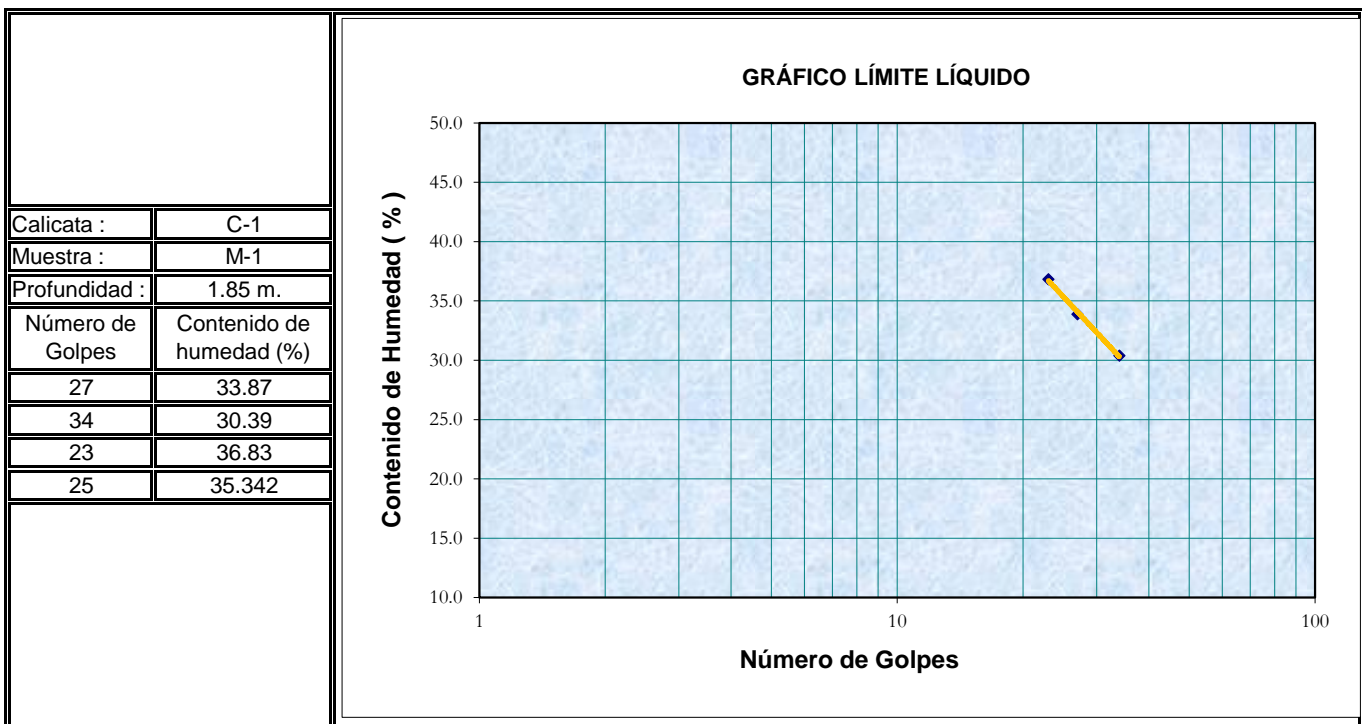 Calicata : C-1
Muestra : M-1
Profundidad : 1.85 m.
Número de Golpes Contenido de humedad (%)
27 33.87
34 30.39
23 36.83
25 35.342
GRÁFICO LÍMITE LÍQUIDO
Contenido de Humedad ( % )
50.0
45.0
40.0
35.0
30.0
25.0
20.0
15.0
10.0
1 10 100
Número de Golpes